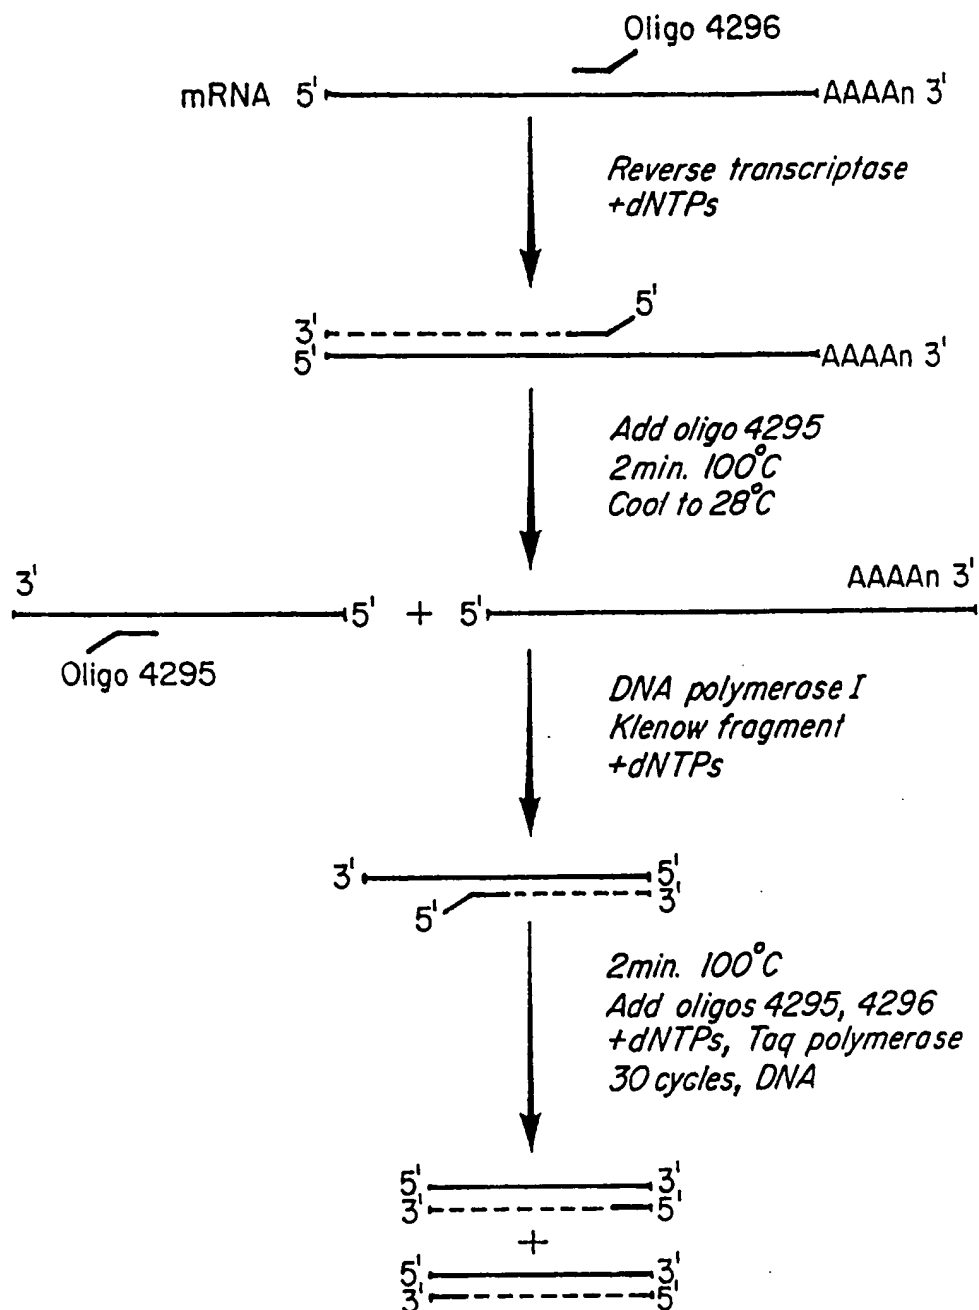 Oligo 4296
mRNA 5' AAAAn 3'
Reverse transcriptase
+dNTPs
5'
3'
5' AAAAn 3'
Add oligo 4295
2min. 100°C
Cool to 28°C
3' AAAAn 3'
5' + 5'
Oligo 4295
DNA polymerase I
Klenow fragment
+dNTPs
3' 5'
5' 3'
2min. 100°C
Add oligos 4295, 4296
+dNTPs, Taq polymerase
30 cycles, DNA
5' 3'
3' 5'
+
5' 3'
3' 5'